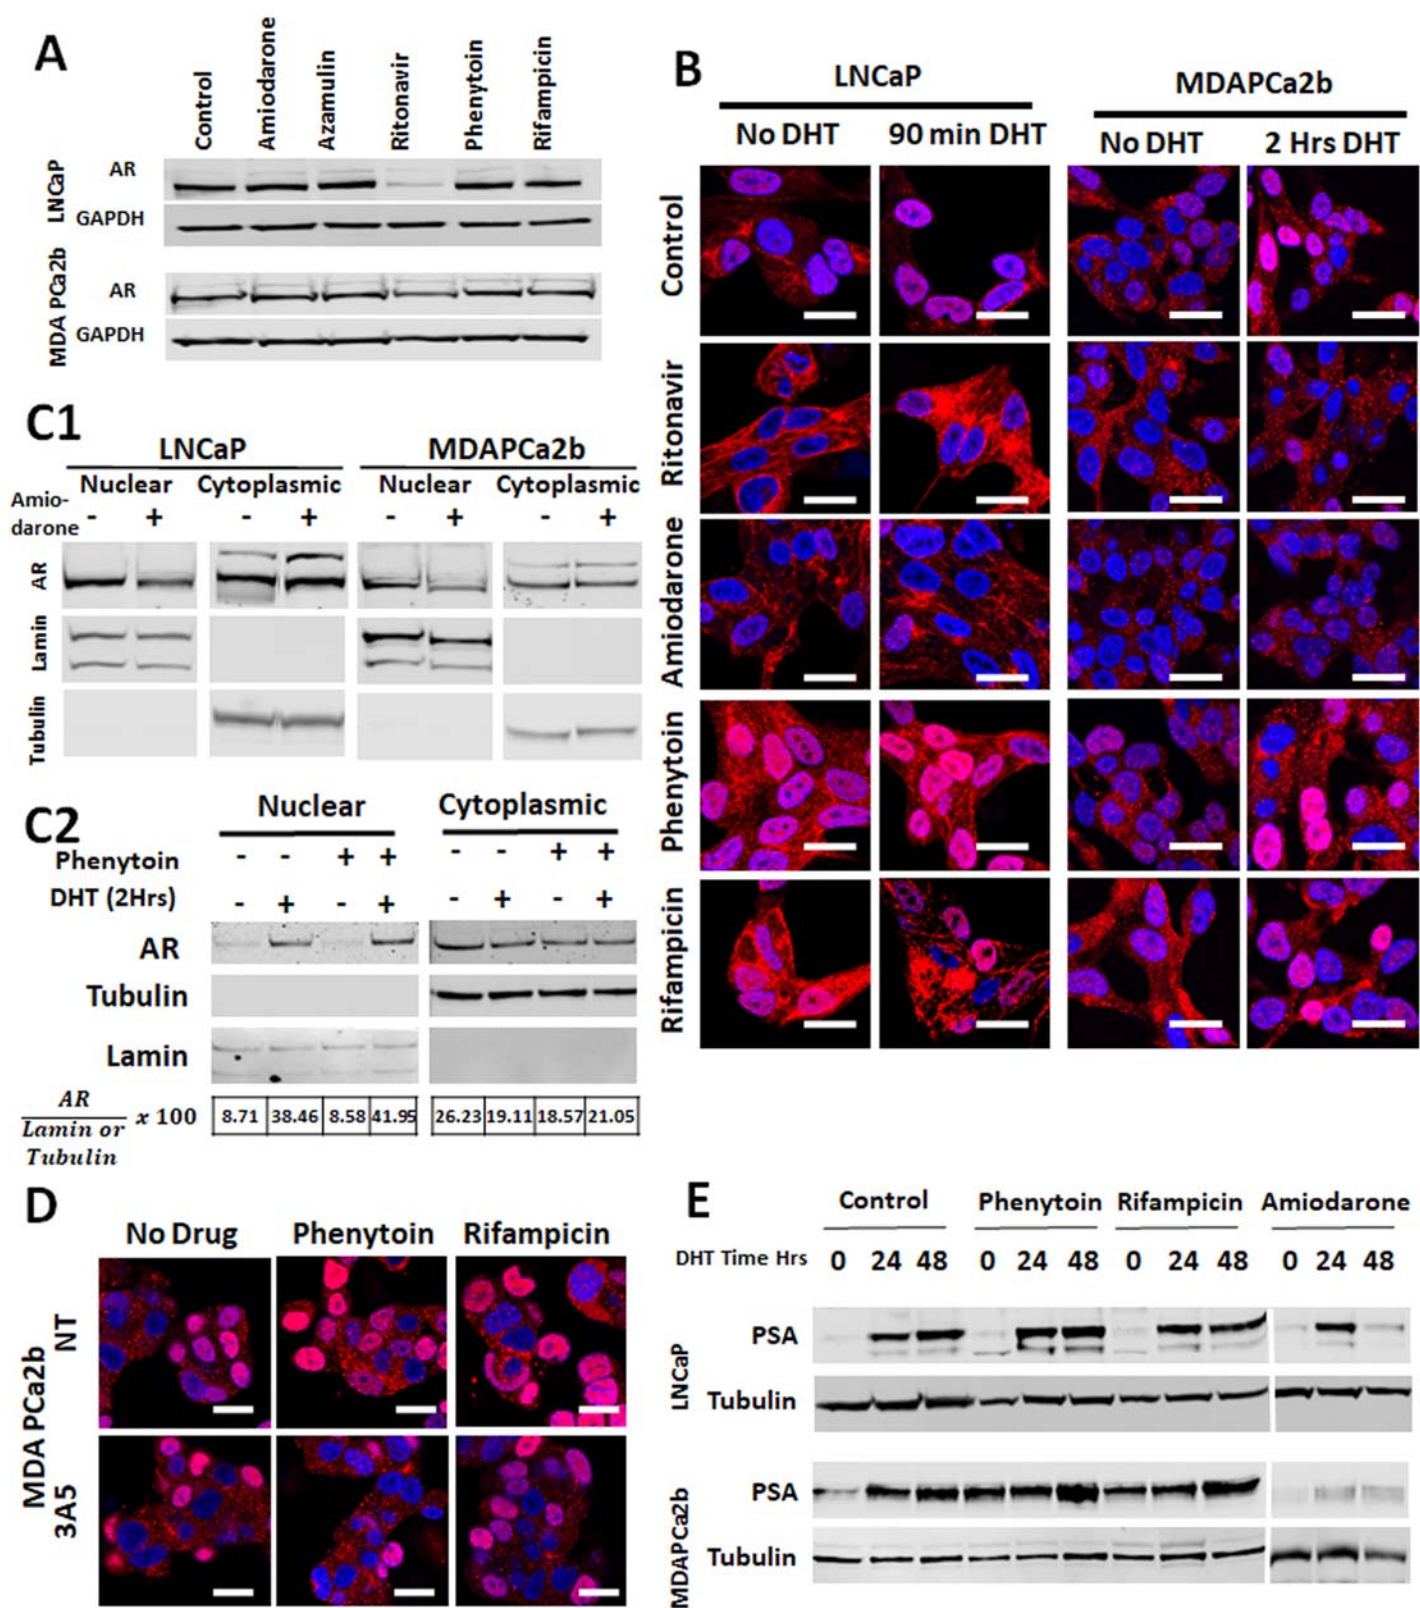 A
Control
Amiodarone
Azamulin
Ritonavir
Phenytoin
Rifampicin
LNCaP
AR
GAPDH
MDA PCa2b
AR
GAPDH
B
LNCaP
MDAPCa2b
No DHT
90 min DHT
No DHT
2 Hrs DHT
Control
Ritonavir
Amiodarone
Phenytoin
Rifampicin
C1
LNCaP
MDAPCa2b
Nuclear
Cytoplasmic
Nuclear
Cytoplasmic
Amio-
darone
- + - + - + - +
AR
Lamin
Tubulin
C2
Nuclear
Cytoplasmic
Phenytoin - - + + - - + +
DHT (2Hrs) - + - + - + - +
AR
Tubulin
Lamin
AR
Lamin or
Tubulin
x 100
8.71 38.46 8.58 41.95 26.23 19.11 18.57 21.05
D
No Drug Phenytoin Rifampicin
MDA PCa2b
NT
3A5
E
Control Phenytoin Rifampicin Amiodarone
DHT Time Hrs 0 24 48 0 24 48 0 24 48 0 24 48
LNCaP
PSA
Tubulin
MDAPCa2b
PSA
Tubulin